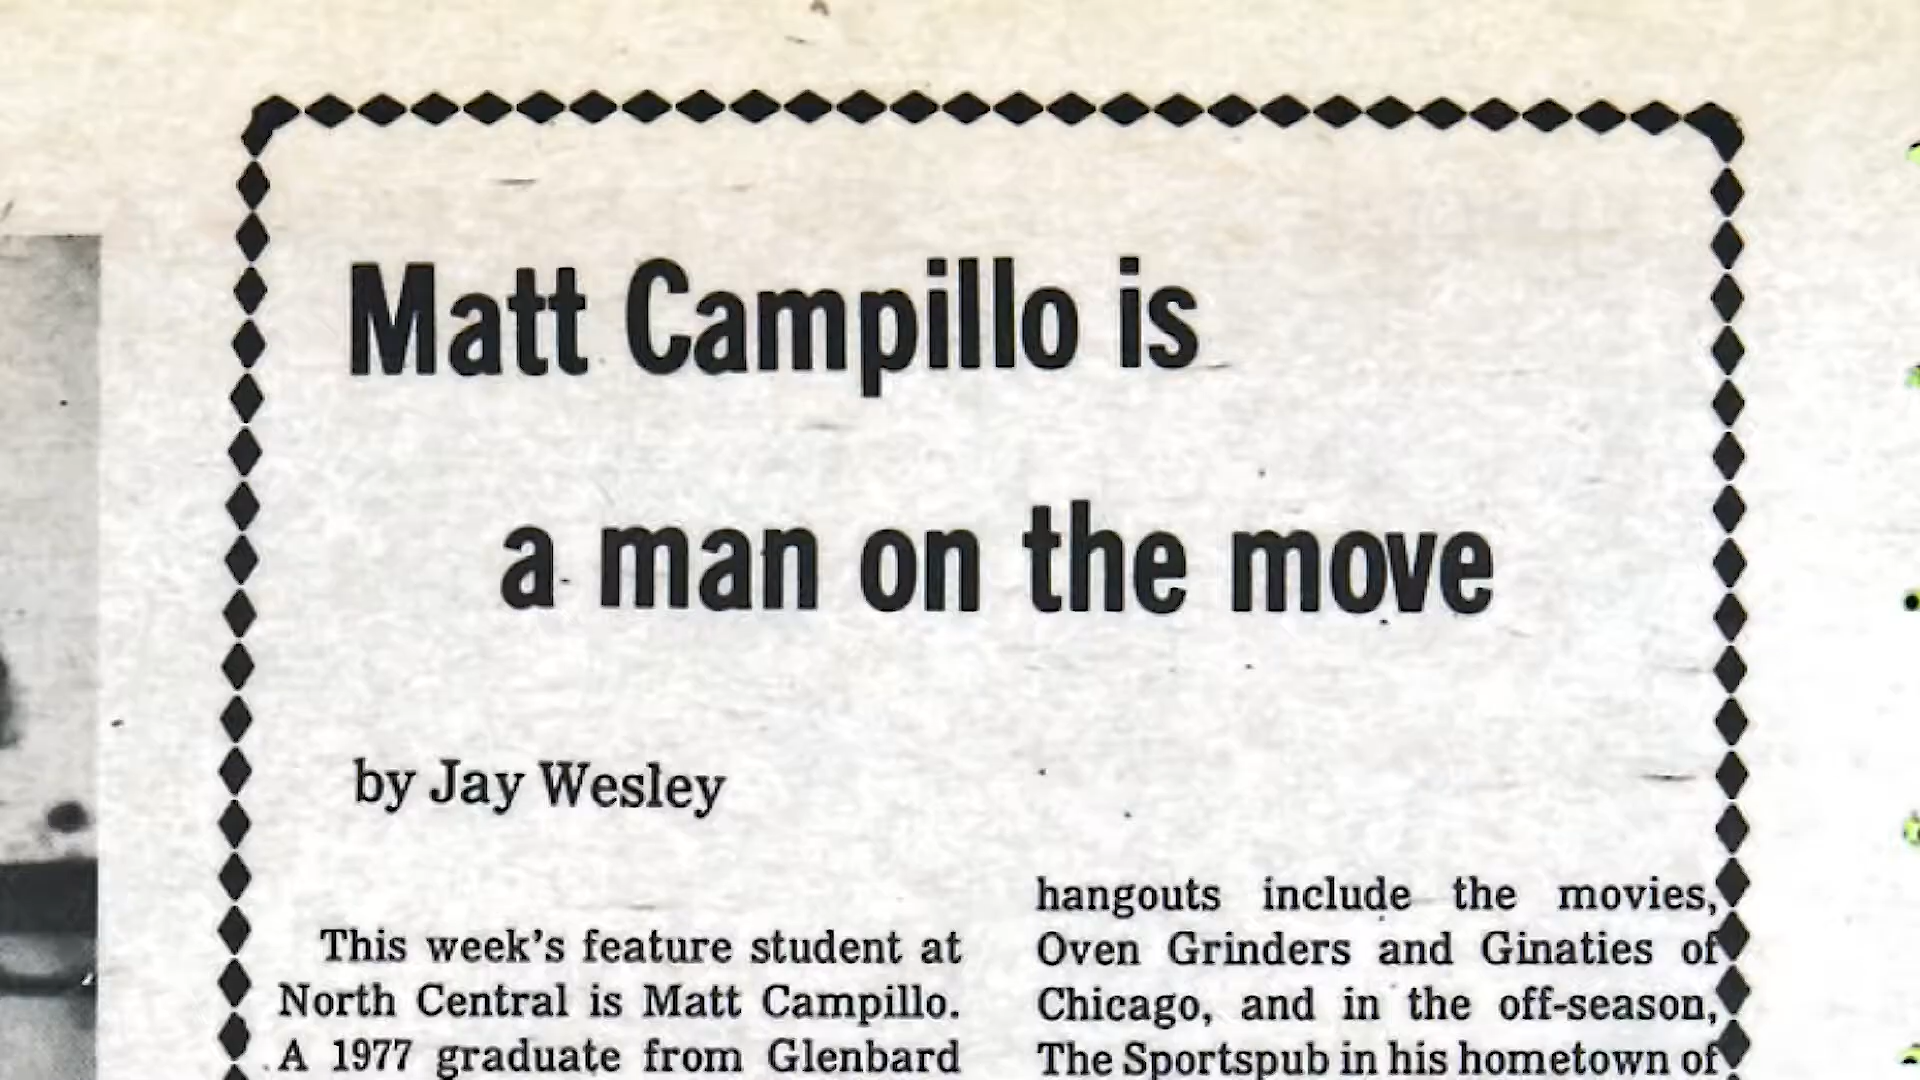 Matt Campillo is
a man on the move
by Jay Wesley
This week's feature student at
North Central is Matt Campillo.
A 1977 graduate from Glenbard
hangouts include the movies,
Oven Grinders and Ginaties of
Chicago, and in the off-season,
The Sportspub in his hometown of